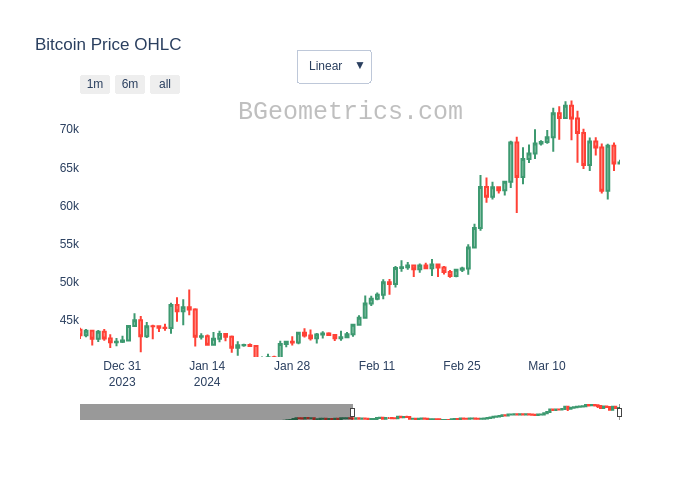 Bitcoin Price OHLC
Linear ▼
1m 6m all
BGeometrics.com
70k
65k
60k
55k
50k
45k
Dec 31 Jan 14 Jan 28 Feb 11 Feb 25 Mar 10
2023 2024